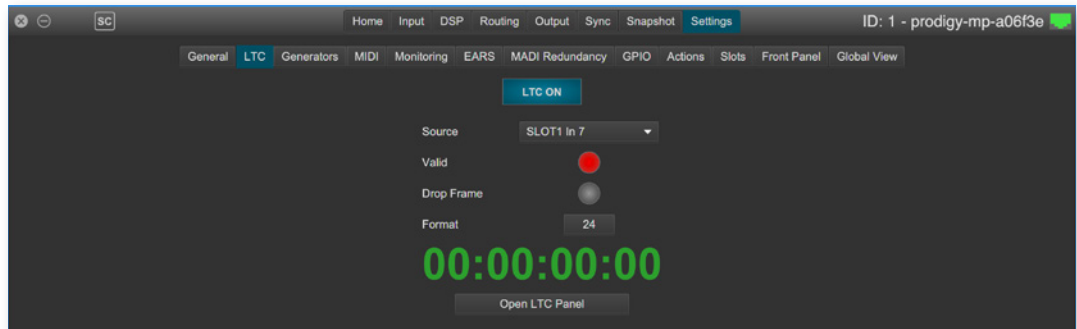 SC Home Input DSP Routing Output Sync Snapshot Settings ID: 1 - prodigy-mp-a06f3e
General LTC Generators MIDI Monitoring EARS MADI Redundancy GPIO Actions Slots Front Panel Global View
LTC ON
Source SLOT1 In 7
Valid
Drop Frame
Format 24
00:00:00:00
Open LTC Panel